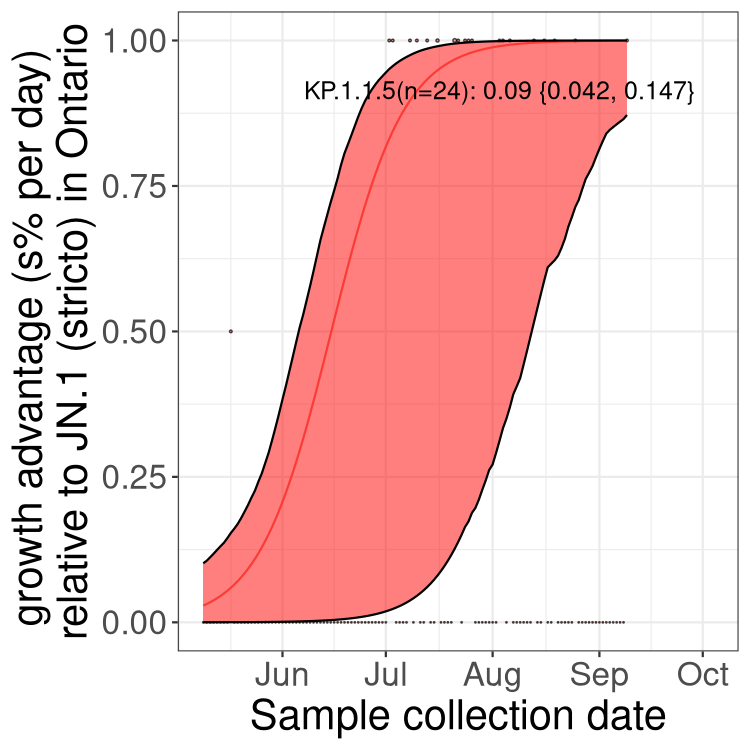 growth advantage (s% per day)
relative to JN.1 (stricto) in Ontario
1.00
0.75
0.50
0.25
0.00
KP.1.1.5(n=24): 0.09 {0.042, 0.147}
Jun Jul Aug Sep Oct
Sample collection date